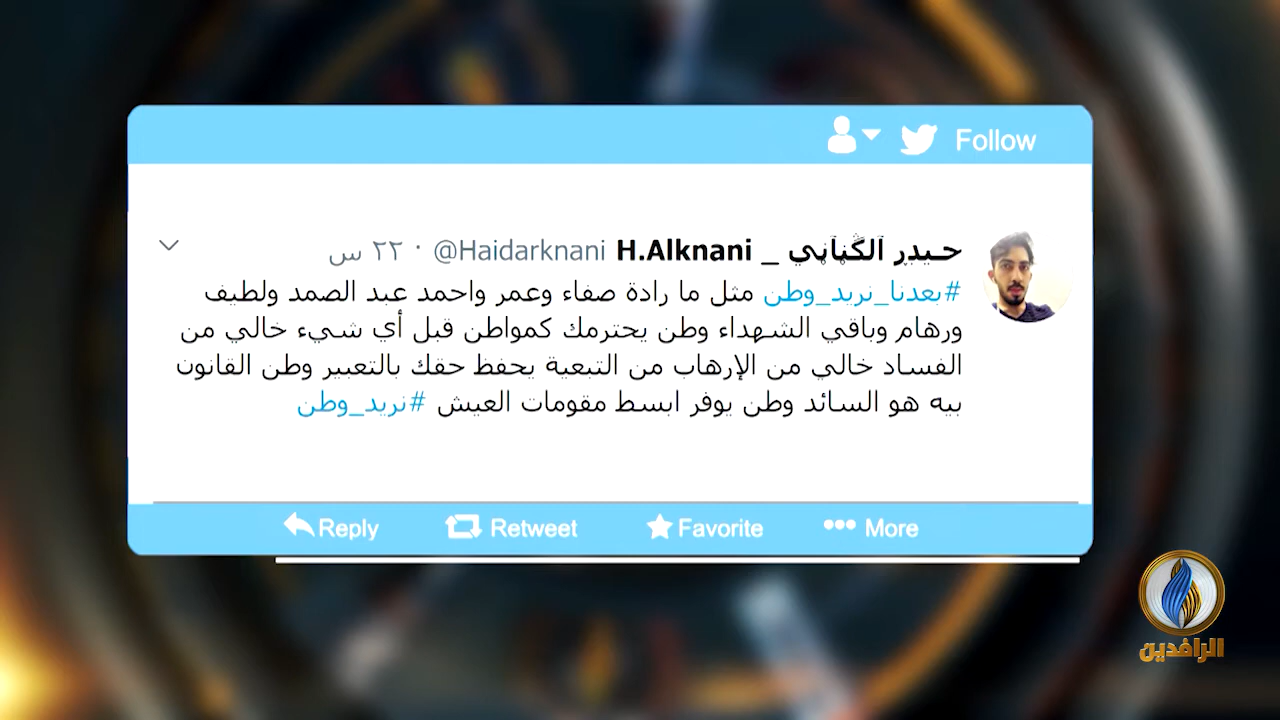 Follow
حيدر الكناني _ H.Alknani @Haidarknani · ٢٢ س
#بعدنا_نريد_وطن مثل ما رادة صفاء وعمر واحمد عبد الصمد ولطيف
ورهام وباقي الشهداء وطن يحترمك كمواطن قبل أي شيء خالي من
الفساد خالي من الإرهاب من التبعية يحفظ حقك بالتعبير وطن القانون
بيه هو السائد وطن يوفر ابسط مقومات العيش #نريد_وطن
Reply Retweet Favorite More
الرافدين